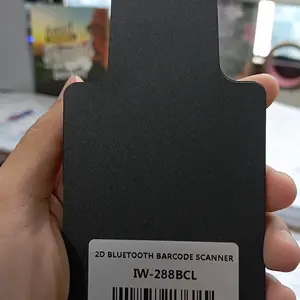 2D BLUETOOTH BARCODE SCANNER
IW-288BCL